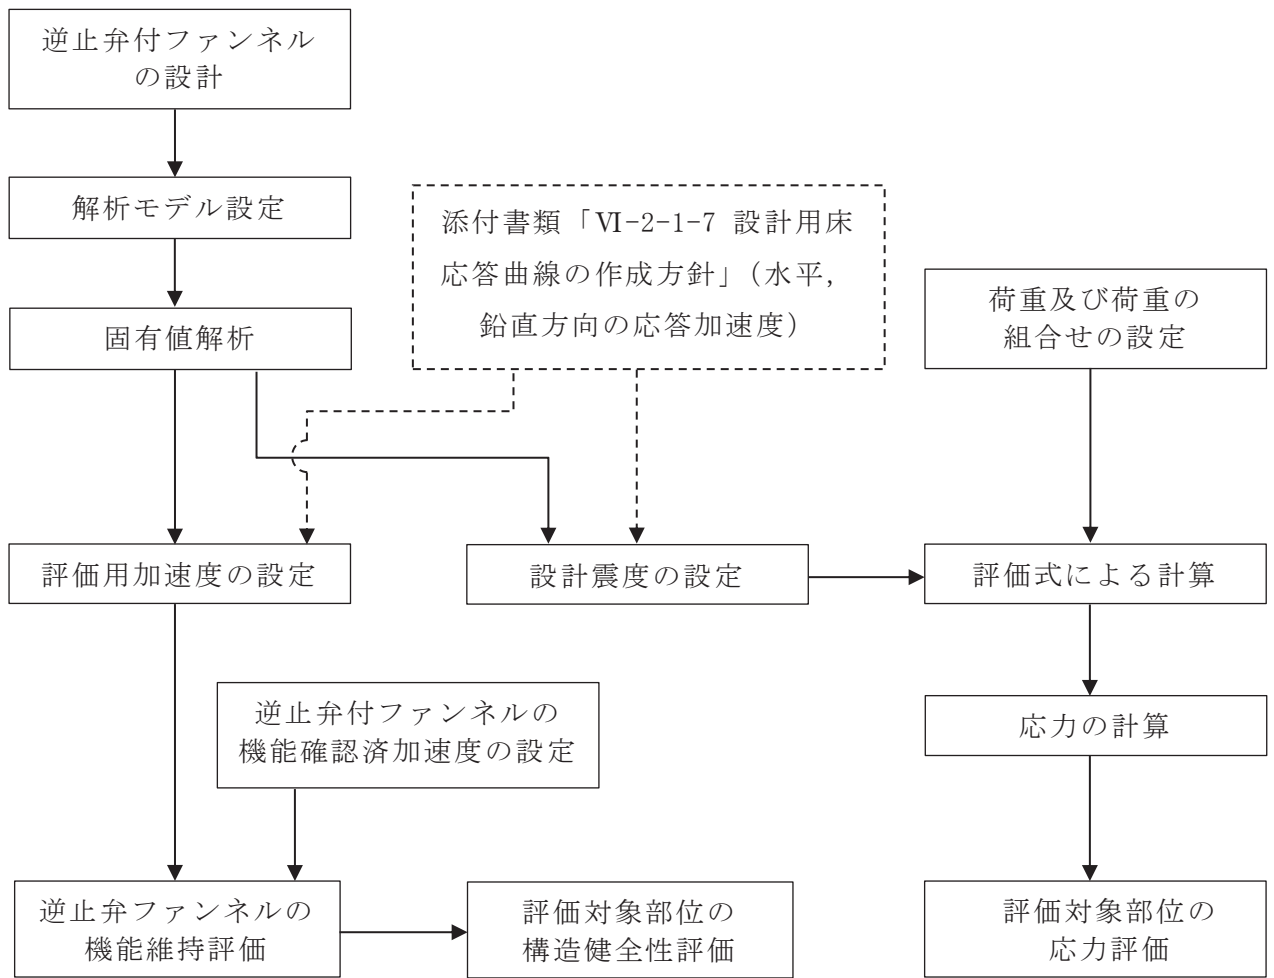 逆止弁付ファンネル
の設計
解析モデル設定
添付書類「Ⅵ-2-1-7 設計用床
応答曲線の作成方針」（水平，
鉛直方向の応答加速度）
固有値解析
荷重及び荷重の
組合せの設定
評価用加速度の設定
設計震度の設定
評価式による計算
逆止弁付ファンネルの
機能確認済加速度の設定
応力の計算
逆止弁ファンネルの
機能維持評価
評価対象部位の
構造健全性評価
評価対象部位の
応力評価